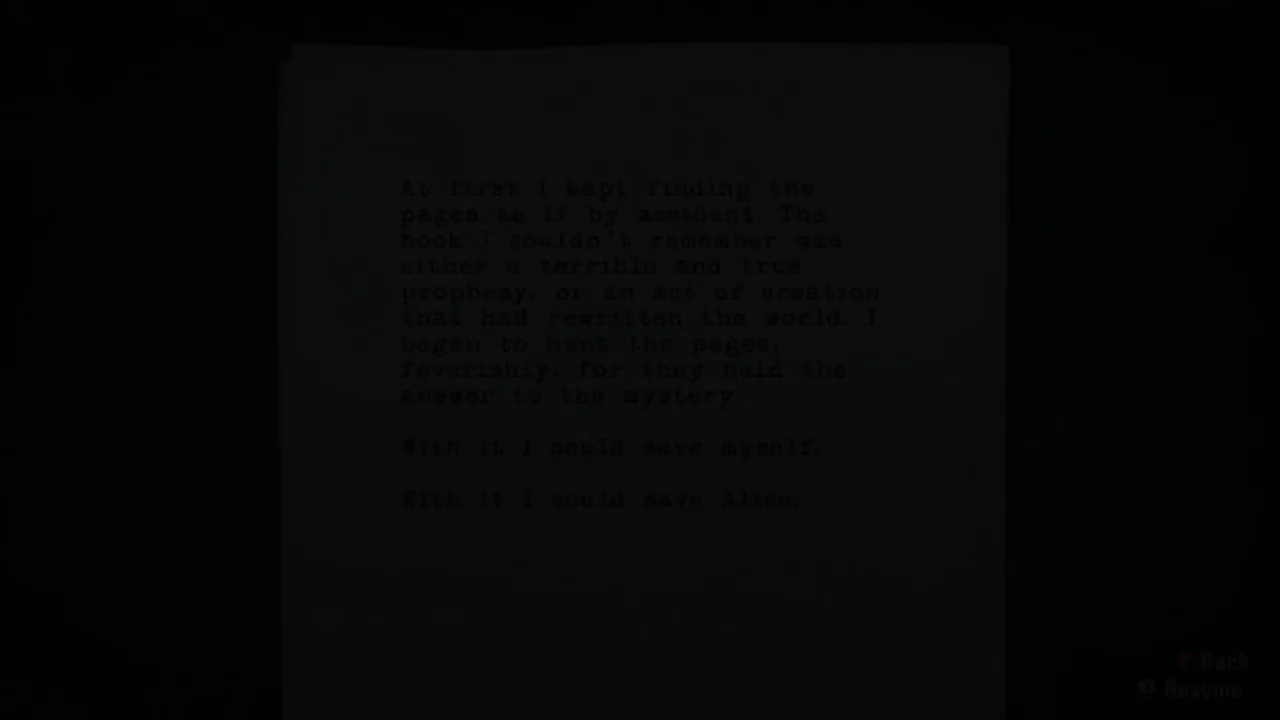 At first I kept finding the
pages as if by accident. The
book I couldn't remember was
either a terrible and true
prophesy, or an act of creation
that had rewritten the world. I
began to hunt the pages,
feverishly, for they held the
answer to the mystery.
With it I could save myself.
With it I could save Alice.
Back
Resume